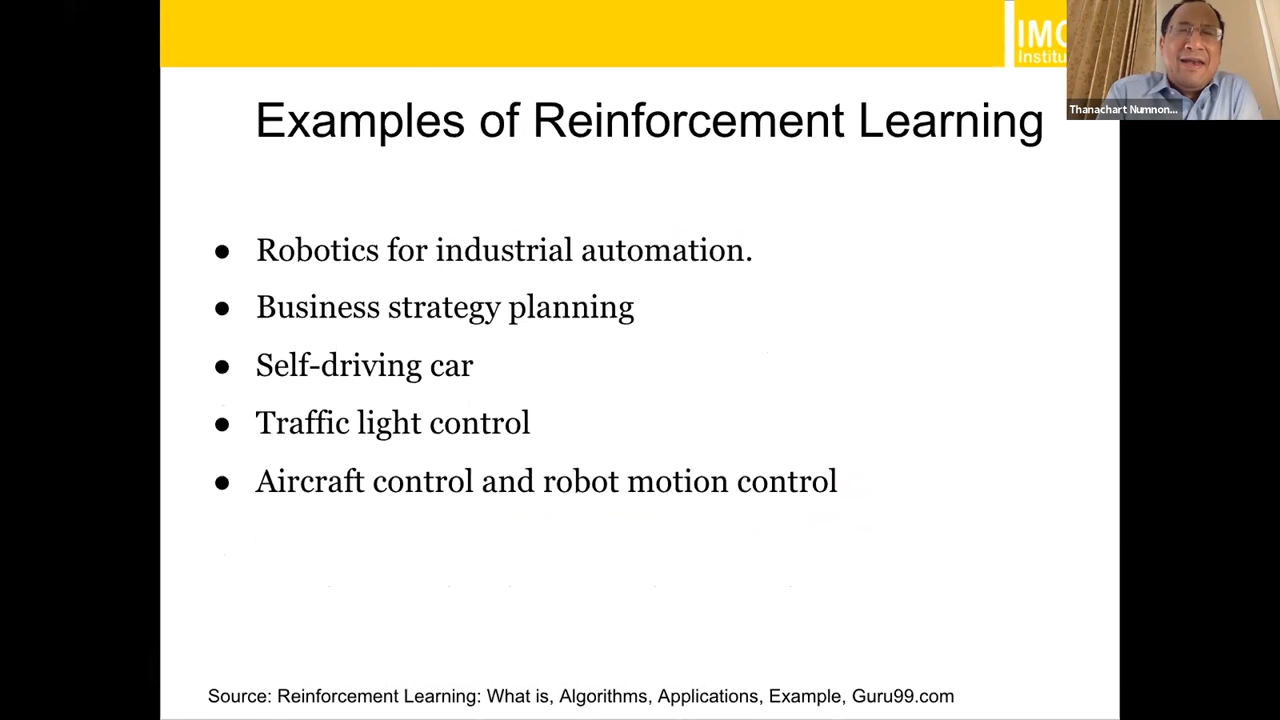 IMC
Institu
Thanachart Numnon...
Examples of Reinforcement Learning
● Robotics for industrial automation.
● Business strategy planning
● Self-driving car
● Traffic light control
● Aircraft control and robot motion control
Source: Reinforcement Learning: What is, Algorithms, Applications, Example, Guru99.com